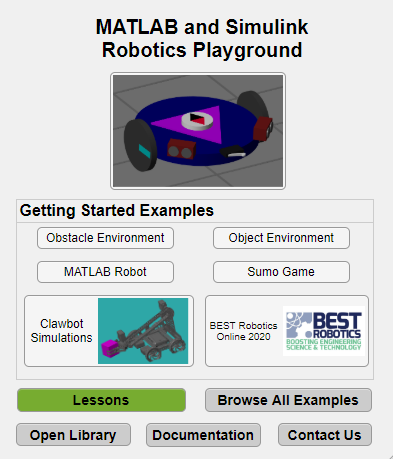 MATLAB and Simulink
Robotics Playground
Getting Started Examples
Obstacle Environment
Object Environment
MATLAB Robot
Sumo Game
Clawbot
Simulations
BEST Robotics
Online 2020
BEST
ROBOTICS
BOOSTING ENGINEERING
SCIENCE & TECHNOLOGY
Lessons
Browse All Examples
Open Library
Documentation
Contact Us